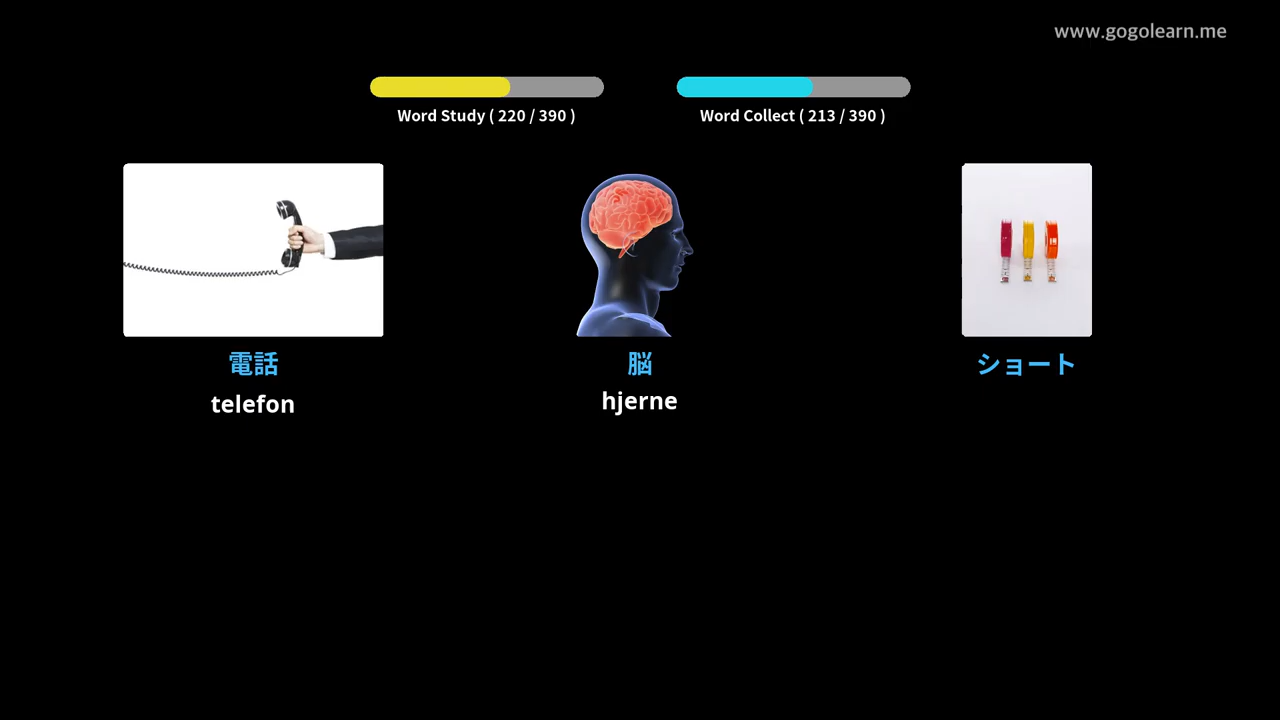 www.gogolearn.me
Word Study ( 220 / 390 )
Word Collect ( 213 / 390 )
電話
脳
ショート
telefon
hjerne